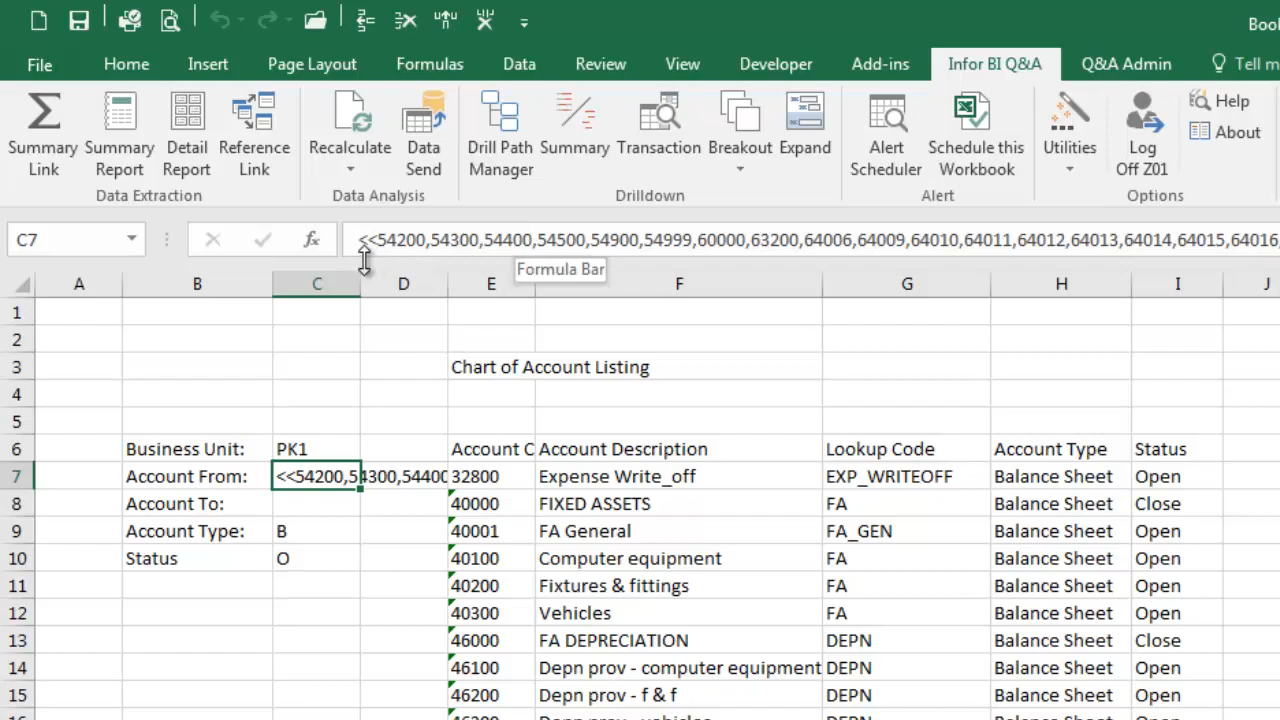 Boo
File Home Insert Page Layout Formulas Data Review View Developer Add-ins Infor BI Q&A Q&A Admin Tell m
Summary Link
Summary Report
Detail Report
Reference Link
Data Extraction
Recalculate
Data Send
Data Analysis
Drill Path Manager
Summary
Transaction
Breakout
Expand
Drilldown
Alert Scheduler
Schedule this Workbook
Alert
Utilities
Log Off Z01
Help
About
Options
C7 fx <<54200,54300,54400,54500,54900,54999,60000,63200,64006,64009,64010,64011,64012,64013,64014,64015,64016,
Formula Bar
A B C D E F G H I J
1
2
3 Chart of Account Listing
4
5
6 Business Unit: PK1 Account C Account Description Lookup Code Account Type Status
7 Account From: <<54200,54300,54400 32800 Expense Write_off EXP_WRITEOFF Balance Sheet Open
8 Account To: 40000 FIXED ASSETS FA Balance Sheet Close
9 Account Type: B 40001 FA General FA_GEN Balance Sheet Open
10 Status O 40100 Computer equipment FA Balance Sheet Open
11 40200 Fixtures & fittings FA Balance Sheet Open
12 40300 Vehicles FA Balance Sheet Open
13 46000 FA DEPRECIATION DEPN Balance Sheet Close
14 46100 Depn prov - computer equipment DEPN Balance Sheet Open
15 46200 Depn prov - f & f DEPN Balance Sheet Open